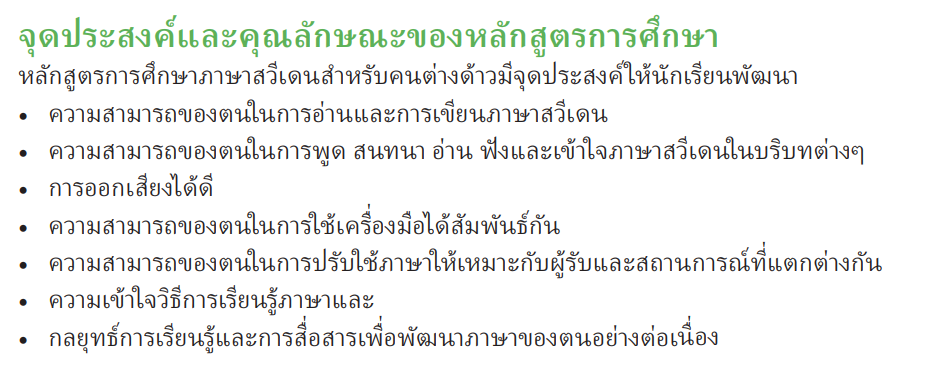 จุดประสงค์และคุณลักษณะของหลักสูตรการศึกษา
หลักสูตรการศึกษาภาษาสวีเดนสำหรับคนต่างด้าวมีจุดประสงค์ให้นักเรียนพัฒนา
• ความสามารถของตนในการอ่านและการเขียนภาษาสวีเดน
• ความสามารถของตนในการพูด สนทนา อ่าน ฟังและเข้าใจภาษาสวีเดนในบริบทต่างๆ
• การออกเสียงได้ดี
• ความสามารถของตนในการใช้เครื่องมือได้สัมพันธ์กัน
• ความสามารถของตนในการปรับใช้ภาษาให้เหมาะกับผู้รับและสถานการณ์ที่แตกต่างกัน
• ความเข้าใจวิธีการเรียนรู้ภาษาและ
• กลยุทธ์การเรียนรู้และการสื่อสารเพื่อพัฒนาภาษาของตนอย่างต่อเนื่อง